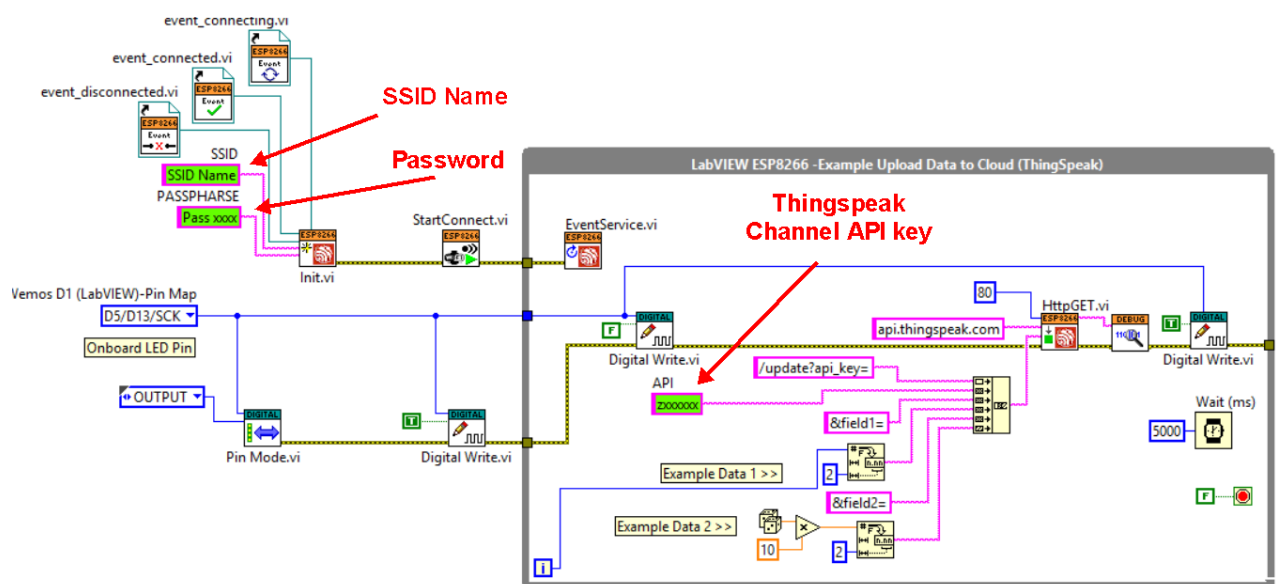 event_connecting.vi
ESP8266
Event
event_connected.vi
ESP8266
Event
event_disconnected.vi
ESP8266
Event
SSID Name
SSID
SSID Name
Password
PASSPHARSE
Pass xxxx
ESP8266
Init.vi
StartConnect.vi
ESP8266
LabVIEW ESP8266 -Example Upload Data to Cloud (ThingSpeak)
EventService.vi
ESP8266
Thingspeak
Channel API key
Wemos D1 (LabVIEW)-Pin Map
D5/D13/SCK
Onboard LED Pin
OUTPUT
DIGITAL
Pin Mode.vi
T
DIGITAL
Digital Write.vi
F
DIGITAL
Digital Write.vi
80
HttpGET.vi
ESP8266
DEBUG
api.thingspeak.com
T
DIGITAL
Digital Write.vi
/update?api_key=
API
zxxxxxx
&field1=
Wait (ms)
5000
Example Data 1 >>
2
&field2=
F
Example Data 2 >>
10
2
i